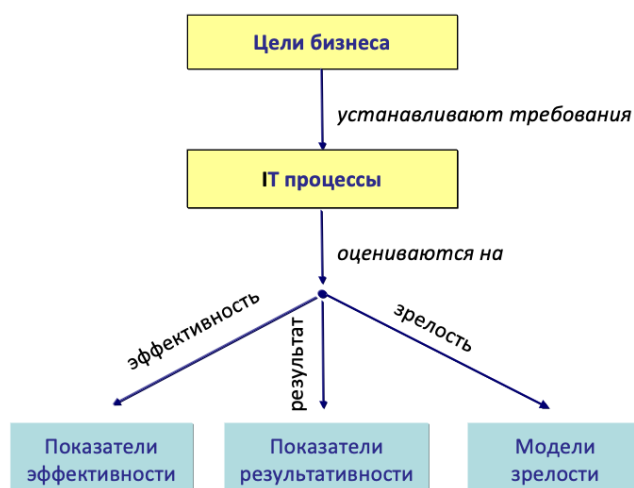 Цели бизнеса
устанавливают требования
IT процессы
оцениваются на
эффективность
результат
зрелость
Показатели
эффективности
Показатели
результативности
Модели
зрелости